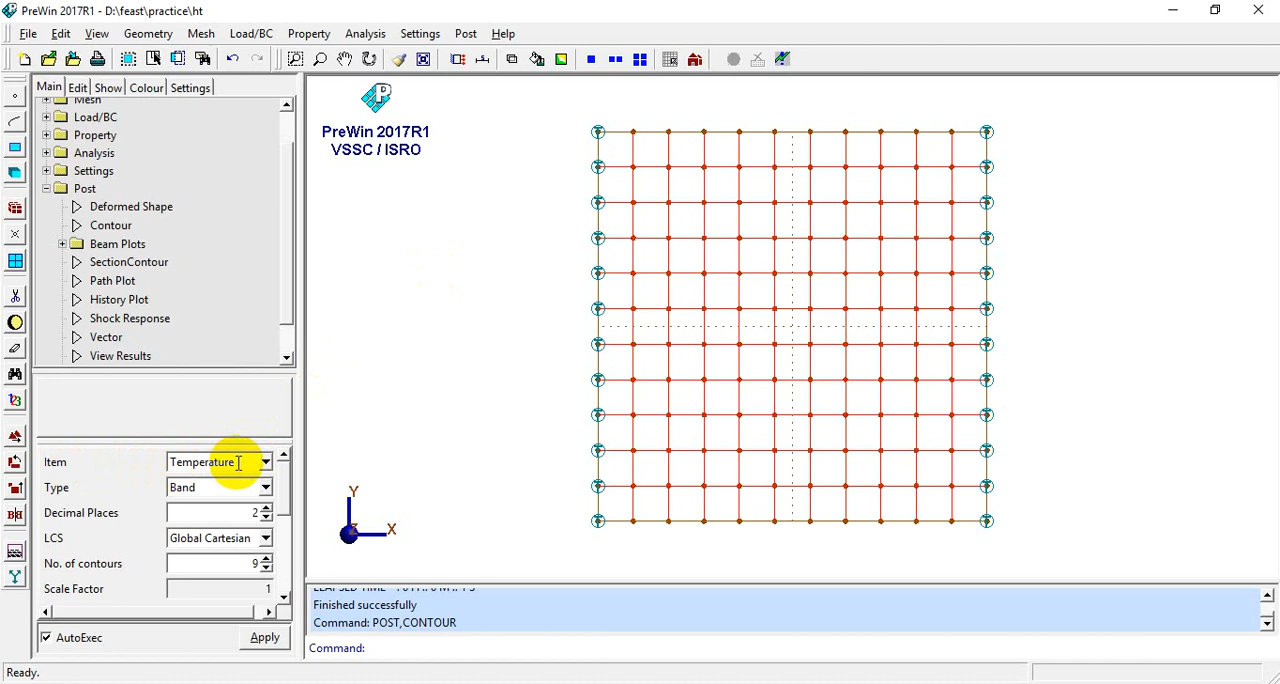 PreWin 2017R1 - D:\feast\practice\ht
File Edit View Geometry Mesh Load/BC Property Analysis Settings Post Help
Main Edit Show Colour Settings
Mesh
Load/BC
Property
Analysis
Settings
Post
Deformed Shape
Contour
Beam Plots
SectionContour
Path Plot
History Plot
Shock Response
Vector
View Results
Item Temperature
Type Band
Decimal Places 2
LCS Global Cartesian
No. of contours 9
Scale Factor 1
AutoExec Apply
PreWin 2017R1
VSSC / ISRO
Y
X
Finished successfully
Command: POST,CONTOUR
Command:
Ready.